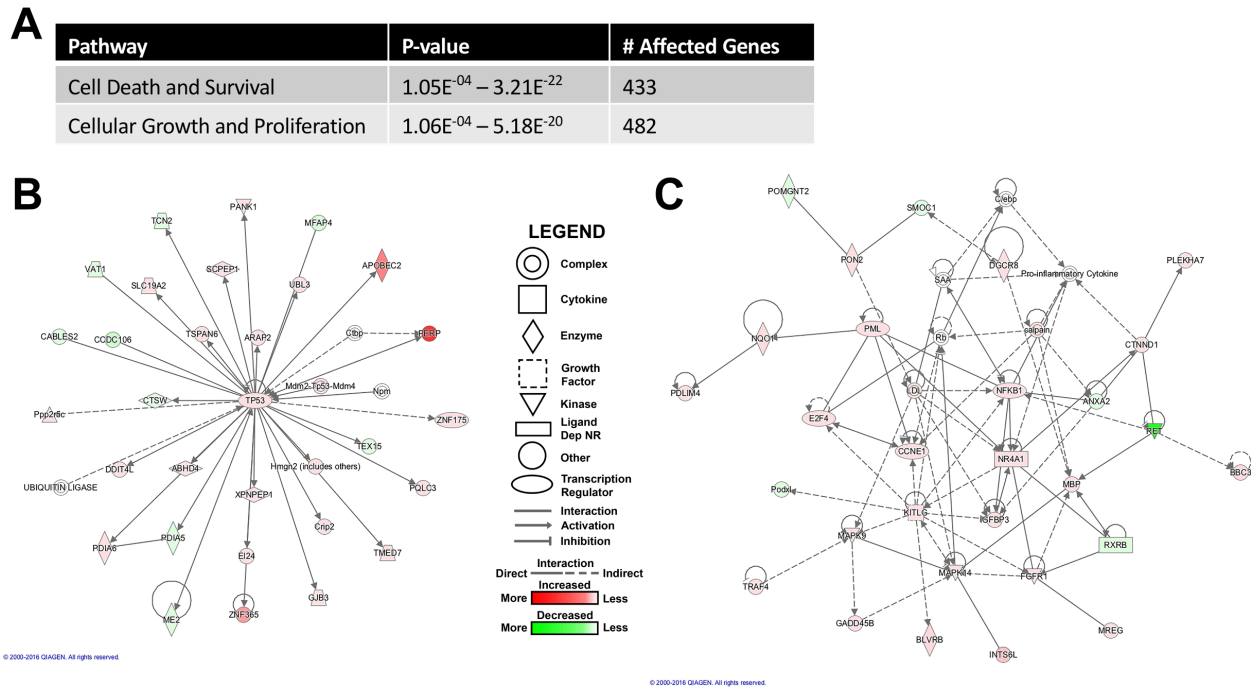 A
Pathway P-value # Affected Genes
Cell Death and Survival 1.05E-04 – 3.21E-22 433
Cellular Growth and Proliferation 1.06E-04 – 5.18E-20 482
B
PANK1
TCN2
MFAP4
VAT1
SCPEP1
APOBEC2
SLC19A2
UBL3
CABLES2
CCDC106
TSPAN6
ARAP2
Ctbp
PERP
Mdm2-Tp53-Mdm4
Npm
CTSW
TP53
Ppp2r5c
ZNF175
TEX15
DDIT4L
ABHD4
Hmgn2 (includes others)
UBIQUITIN LIGASE
XPNPEP1
PQLC3
Crip2
PDIA6
PDIA5
EI24
TMED7
GJB3
ME2
ZNF365
© 2000-2016 QIAGEN. All rights reserved.
LEGEND
Complex
Cytokine
Enzyme
Growth
Factor
Kinase
Ligand
Dep NR
Other
Transcription
Regulator
Interaction
Activation
Inhibition
Interaction
Direct Indirect
Increased
More Less
Decreased
More Less
C
POMGNT2
SMOC1
C/ebp
PON2
DGCR8
PLEKHA7
SAA
Pro-inflammatory Cytokine
NQO1
PML
Rb
calpain
CTNND1
PDLIM4
LDL
NFKB1
ANXA2
E2F4
RET
CCNE1
NR4A1
BBC3
Podxl
MBP
KITLG
IGFBP3
MAPK9
RXRB
TRAF4
MAPK14
FGFR1
GADD45B
BLVRB
MREG
INTS6L
© 2000-2016 QIAGEN. All rights reserved.